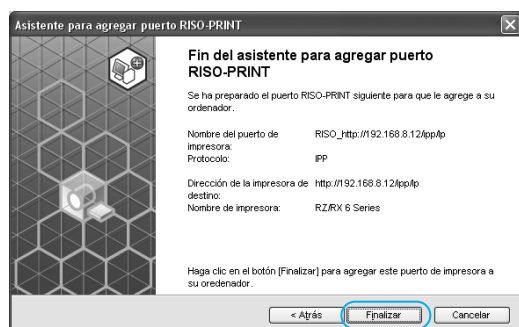 Asistente para agregar puerto RISO-PRINT
Fin del asistente para agregar puerto
RISO-PRINT
Se ha preparado el puerto RISO-PRINT siguiente para que le agrege a su
ordenador.
Nombre del puerto de RISO_http://192.168.8.12/ipp/lp
impresora:
Protocolo: IPP
Dirección de la impresora de http://192.168.8.12/ipp/lp
destino:
Nombre de impresora: RZ/RX 6 Series
Haga clic en el botón [Finalizar] para agregar este puerto de impresora a
su oredenador.
< Atrás Finalizar Cancelar